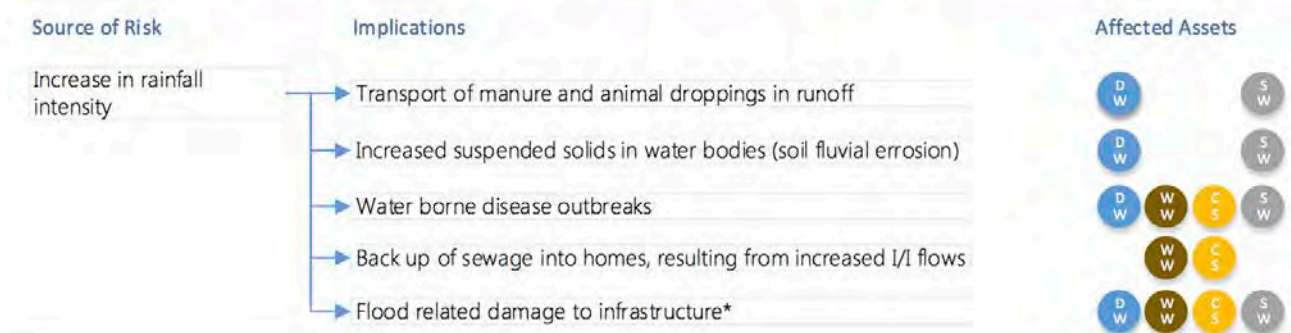 Source of Risk Implications Affected Assets
Increase in rainfall
intensity
Transport of manure and animal droppings in runoff D W S W
Increased suspended solids in water bodies (soil fluvial errosion) D W S W
Water borne disease outbreaks D W W W C S S W
Back up of sewage into homes, resulting from increased I/I flows W W C S
Flood related damage to infrastructure* D W W W C S S W